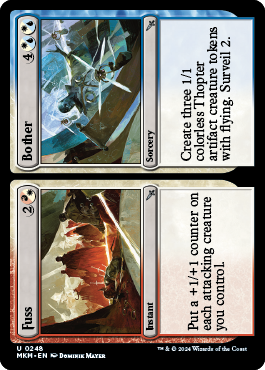 Fuss 2
Instant
Put a +1/+1 counter on
each attacking creature
you control.
Bother 4
Sorcery
Create three 1/1
colorless Thopter
artifact creature tokens
with flying. Surveil 2.
U 0248
MKM • EN Dominik Mayer
™ & © 2024 Wizards of the Coast